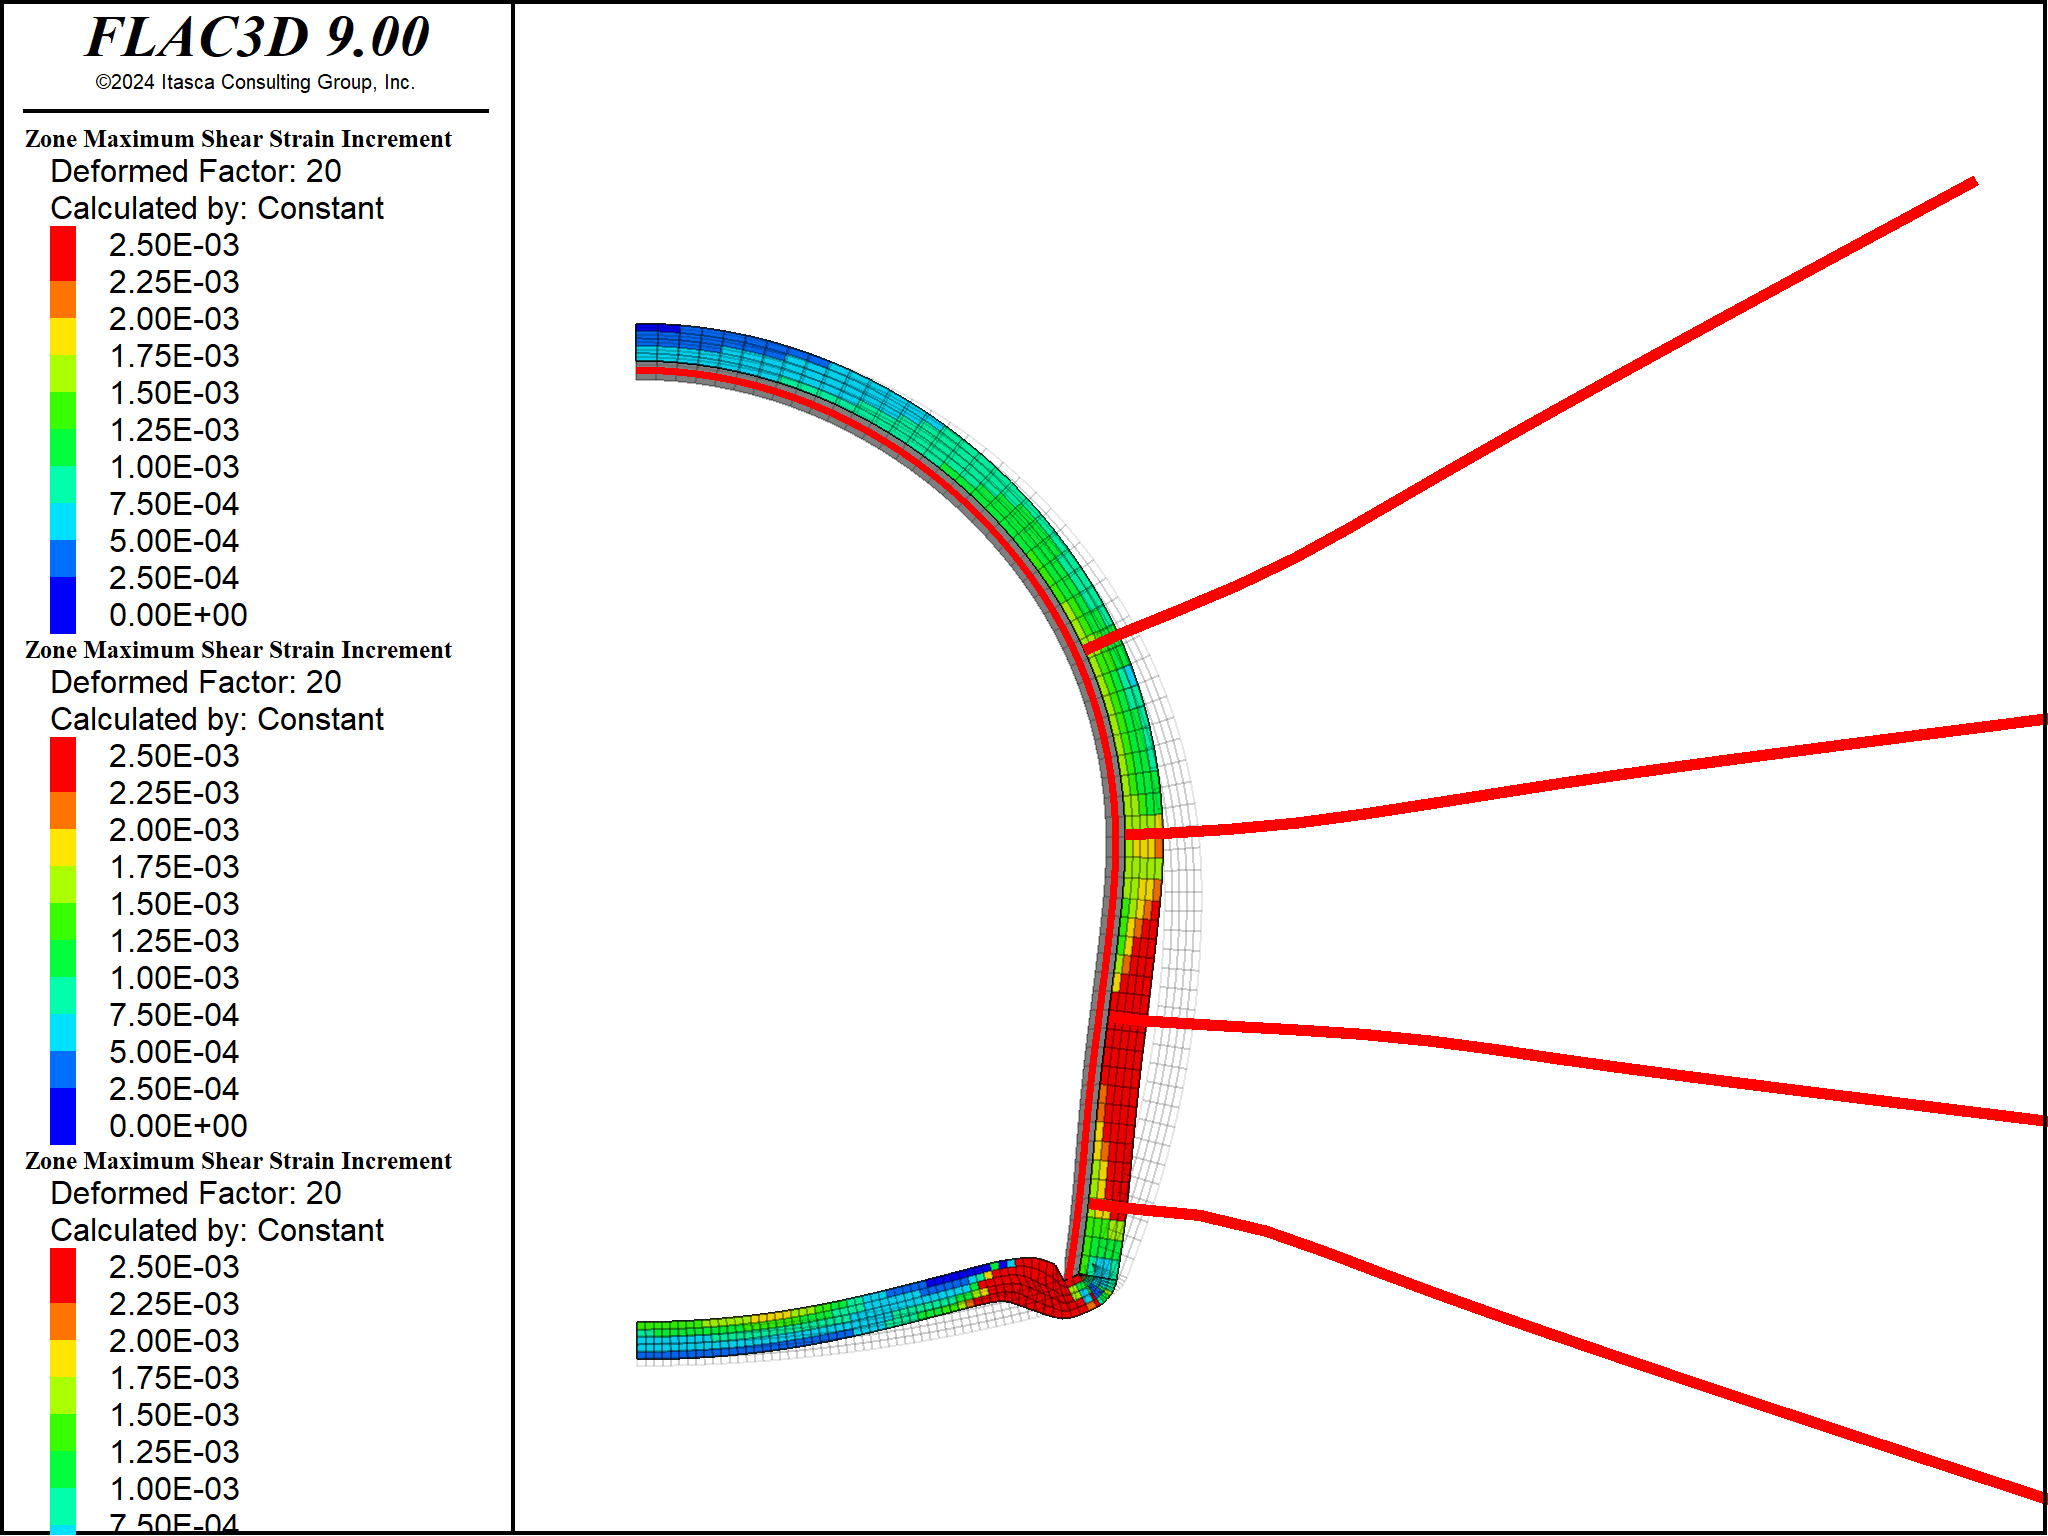 FLAC3D 9.00
©2024 Itasca Consulting Group, Inc.
Zone Maximum Shear Strain Increment
Deformed Factor: 20
Calculated by: Constant
2.50E-03
2.25E-03
2.00E-03
1.75E-03
1.50E-03
1.25E-03
1.00E-03
7.50E-04
5.00E-04
2.50E-04
0.00E+00
Zone Maximum Shear Strain Increment
Deformed Factor: 20
Calculated by: Constant
2.50E-03
2.25E-03
2.00E-03
1.75E-03
1.50E-03
1.25E-03
1.00E-03
7.50E-04
5.00E-04
2.50E-04
0.00E+00
Zone Maximum Shear Strain Increment
Deformed Factor: 20
Calculated by: Constant
2.50E-03
2.25E-03
2.00E-03
1.75E-03
1.50E-03
1.25E-03
1.00E-03
7.50E-04